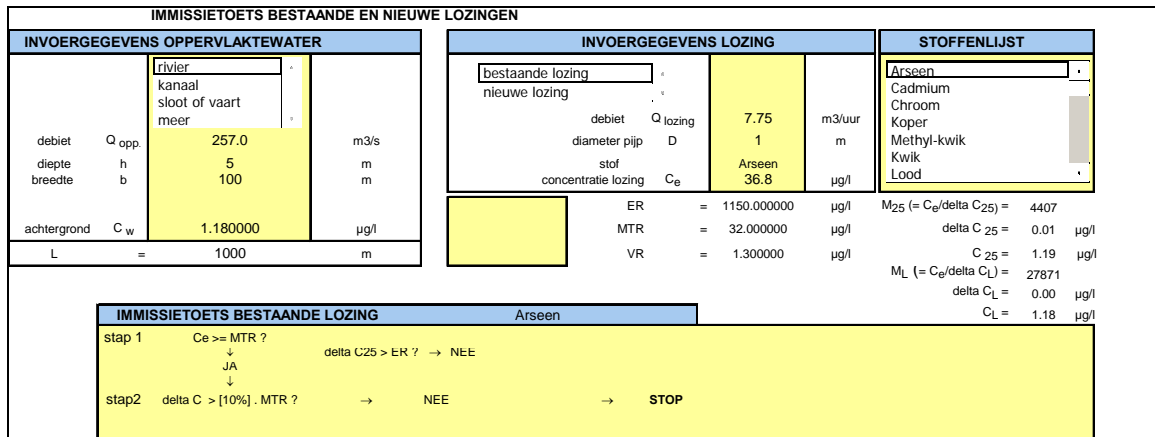 IMMISSIETOETS BESTAANDE EN NIEUWE LOZINGEN
INVOERGEGEVENS OPPERVLAKTEWATER
rivier
kanaal
sloot of vaart
meer
debiet Q opp. 257.0 m3/s
diepte h 5 m
breedte b 100 m
achtergrond C w 1.180000 µg/l
L = 1000 m
INVOERGEGEVENS LOZING
bestaande lozing
nieuwe lozing
debiet Q lozing 7.75 m3/uur
diameter pijp D 1 m
stof Arseen
concentratie lozing Ce 36.8 µg/l
ER = 1150.000000 µg/l
MTR = 32.000000 µg/l
VR = 1.300000 µg/l
STOFFENLIJST
Arseen
Cadmium
Chroom
Koper
Methyl-kwik
Kwik
Lood
M25 (= Ce/delta C25) = 4407
delta C 25 = 0.01 µg/l
C 25 = 1.19 µg/l
ML (= Ce/delta CL) = 27871
delta CL = 0.00 µg/l
CL = 1.18 µg/l
IMMISSIETOETS BESTAANDE LOZING Arseen
stap 1 Ce >= MTR ?
↓ delta C25 > ER ? → NEE
JA
↓
stap2 delta C > [10%] . MTR ? → NEE → STOP